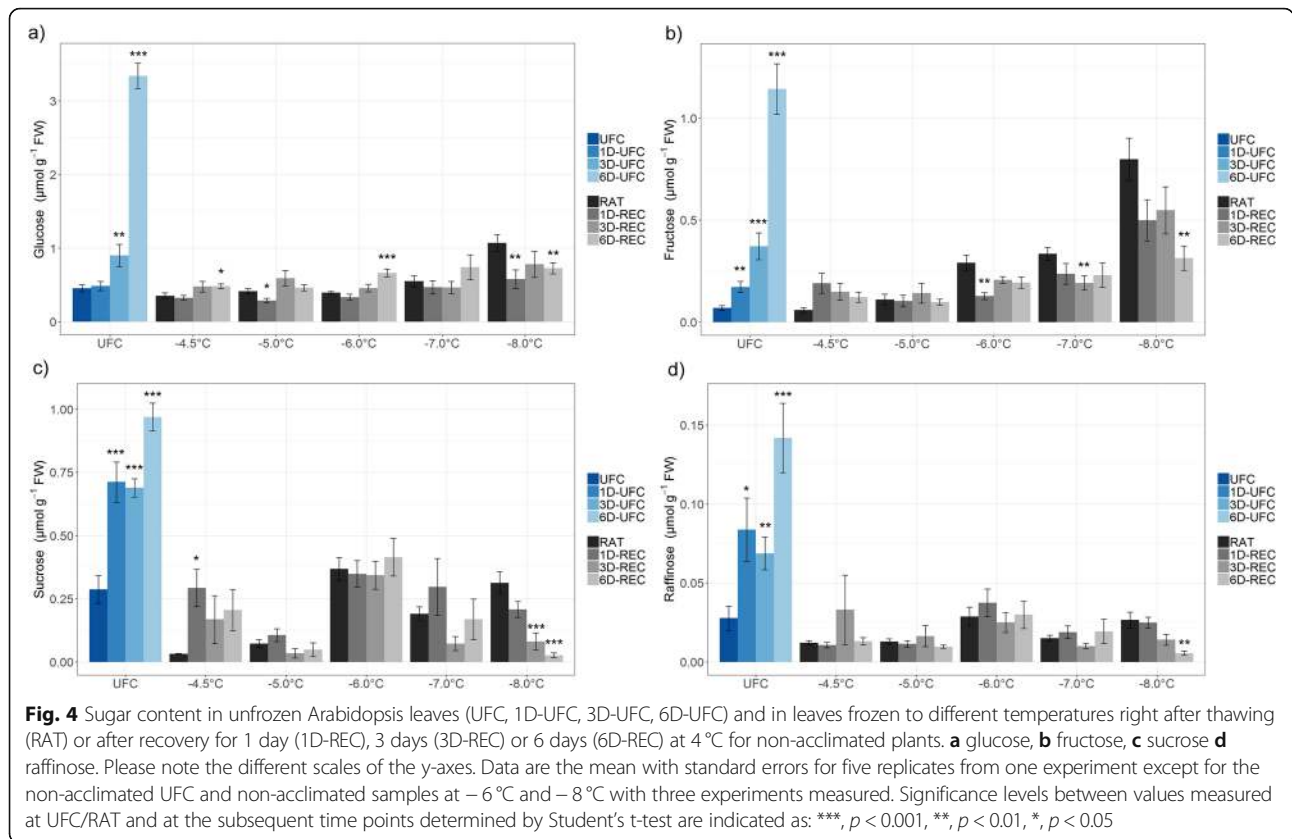 a)
***
**
*
*
***
**
**
3
2
1
0
Glucose (µmol g⁻¹ FW)
UFC
-4.5°C
-5.0°C
-6.0°C
-7.0°C
-8.0°C
UFC
1D-UFC
3D-UFC
6D-UFC
RAT
1D-REC
3D-REC
6D-REC
b)
***
***
**
**
**
**
1.0
0.5
0.0
Fructose (µmol g⁻¹ FW)
UFC
-4.5°C
-5.0°C
-6.0°C
-7.0°C
-8.0°C
UFC
1D-UFC
3D-UFC
6D-UFC
RAT
1D-REC
3D-REC
6D-REC
c)
***
***
***
*
***
***
1.00
0.75
0.50
0.25
0.00
Sucrose (µmol g⁻¹ FW)
UFC
-4.5°C
-5.0°C
-6.0°C
-7.0°C
-8.0°C
UFC
1D-UFC
3D-UFC
6D-UFC
RAT
1D-REC
3D-REC
6D-REC
d)
***
*
**
**
0.15
0.10
0.05
0.00
Raffinose (µmol g⁻¹ FW)
UFC
-4.5°C
-5.0°C
-6.0°C
-7.0°C
-8.0°C
UFC
1D-UFC
3D-UFC
6D-UFC
RAT
1D-REC
3D-REC
6D-REC
Fig. 4 Sugar content in unfrozen Arabidopsis leaves (UFC, 1D-UFC, 3D-UFC, 6D-UFC) and in leaves frozen to different temperatures right after thawing
(RAT) or after recovery for 1 day (1D-REC), 3 days (3D-REC) or 6 days (6D-REC) at 4 °C for non-acclimated plants. a glucose, b fructose, c sucrose d
raffinose. Please note the different scales of the y-axes. Data are the mean with standard errors for five replicates from one experiment except for the
non-acclimated UFC and non-acclimated samples at − 6 °C and − 8 °C with three experiments measured. Significance levels between values measured
at UFC/RAT and at the subsequent time points determined by Student's t-test are indicated as: ***, p < 0.001, **, p < 0.01, *, p < 0.05